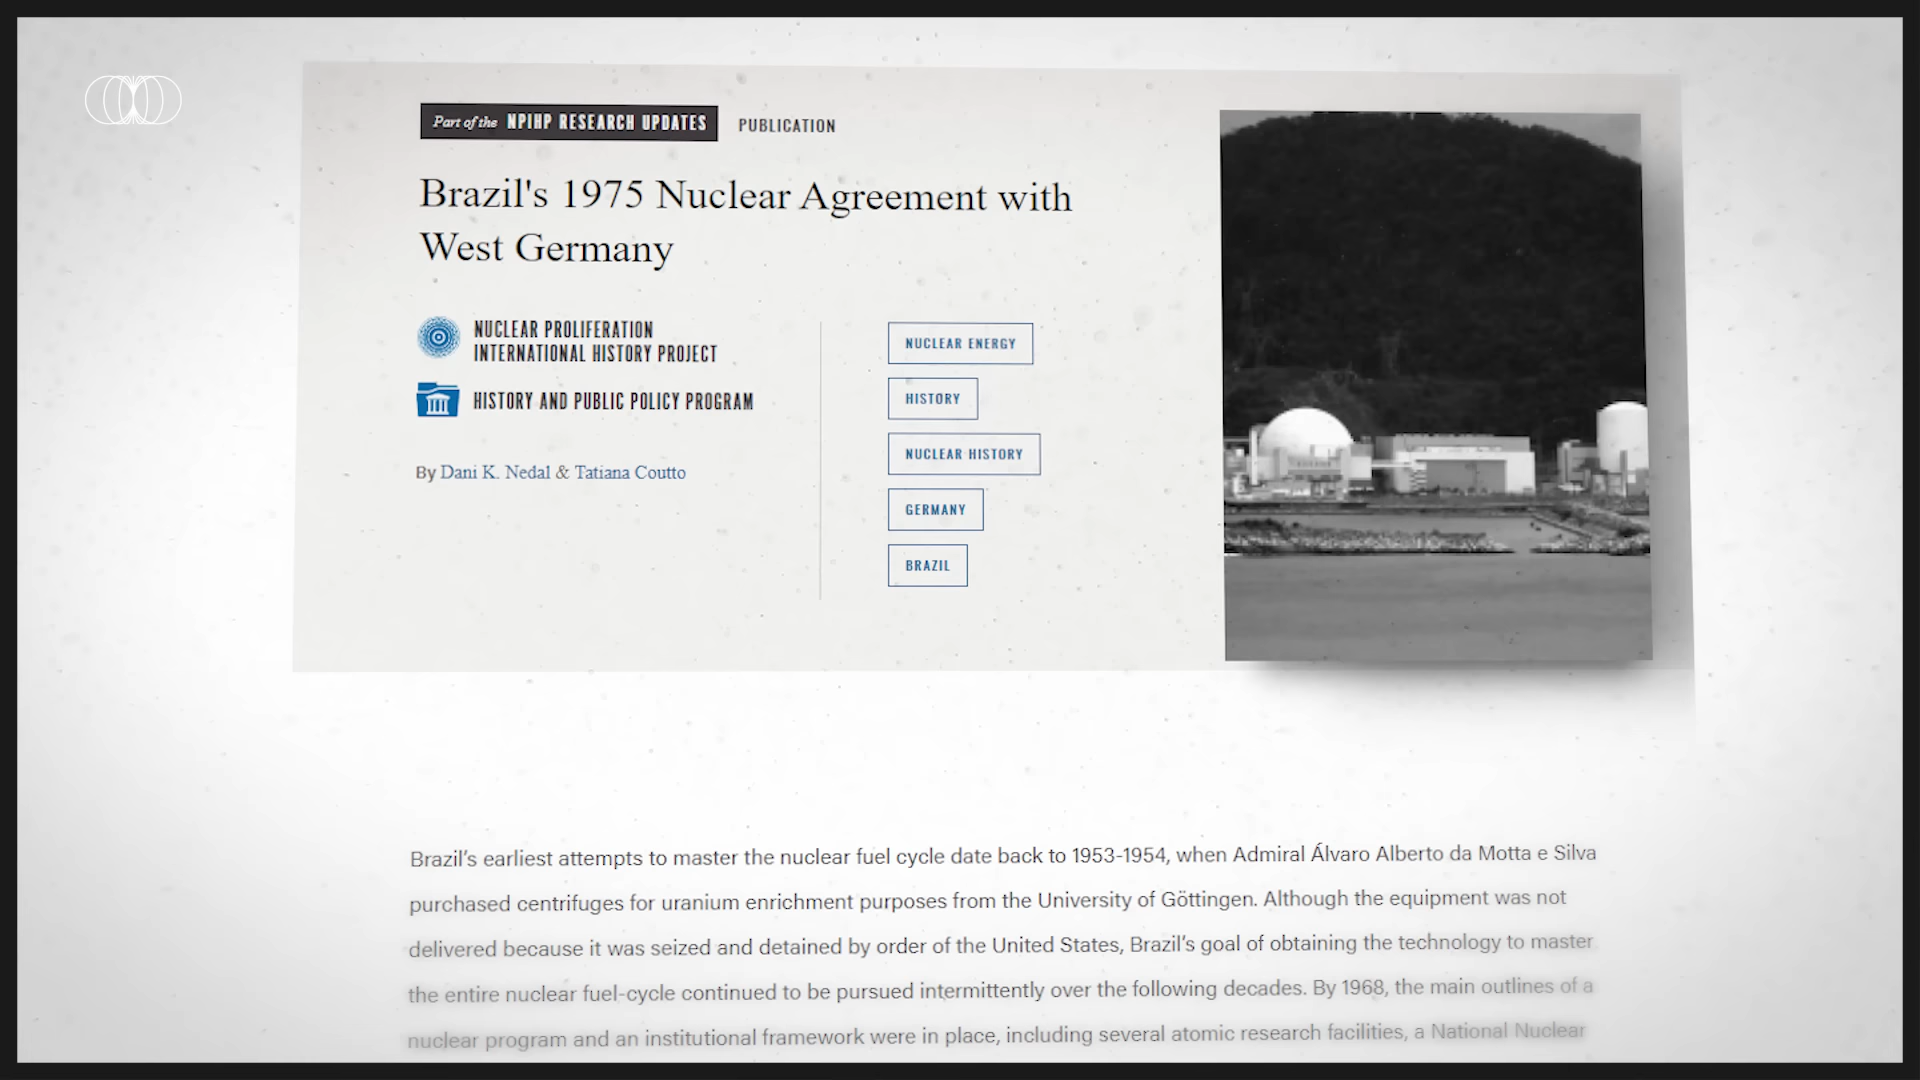 Part of the NPIHP RESEARCH UPDATES PUBLICATION
Brazil's 1975 Nuclear Agreement with
West Germany
NUCLEAR PROLIFERATION
INTERNATIONAL HISTORY PROJECT
HISTORY AND PUBLIC POLICY PROGRAM
By Dani K. Nedal & Tatiana Coutto
NUCLEAR ENERGY
HISTORY
NUCLEAR HISTORY
GERMANY
BRAZIL
Brazil's earliest attempts to master the nuclear fuel cycle date back to 1953-1954, when Admiral Álvaro Alberto da Motta e Silva
purchased centrifuges for uranium enrichment purposes from the University of Göttingen. Although the equipment was not
delivered because it was seized and detained by order of the United States, Brazil's goal of obtaining the technology to master
the entire nuclear fuel-cycle continued to be pursued intermittently over the following decades. By 1968, the main outlines of a
nuclear program and an institutional framework were in place, including several atomic research facilities, a National Nuclear